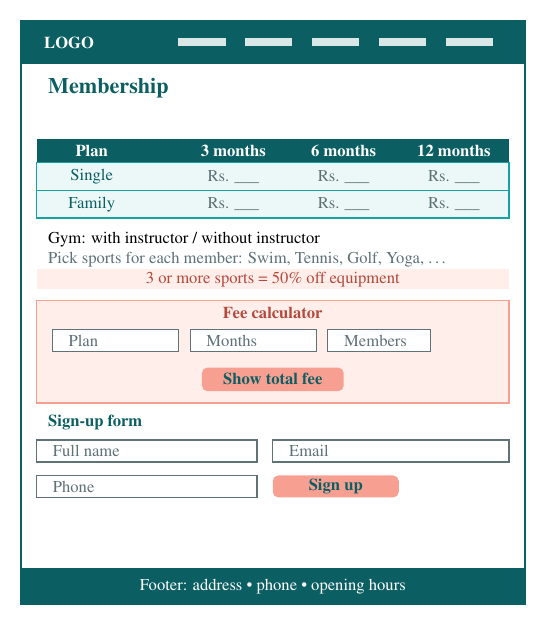 LOGO
Membership
Plan 3 months 6 months 12 months
Single Rs. ___ Rs. ___ Rs. ___
Family Rs. ___ Rs. ___ Rs. ___
Gym: with instructor / without instructor
Pick sports for each member: Swim, Tennis, Golf, Yoga, . . .
3 or more sports = 50% off equipment
Fee calculator
Plan Months Members
Show total fee
Sign-up form
Full name Email
Phone Sign up
Footer: address • phone • opening hours